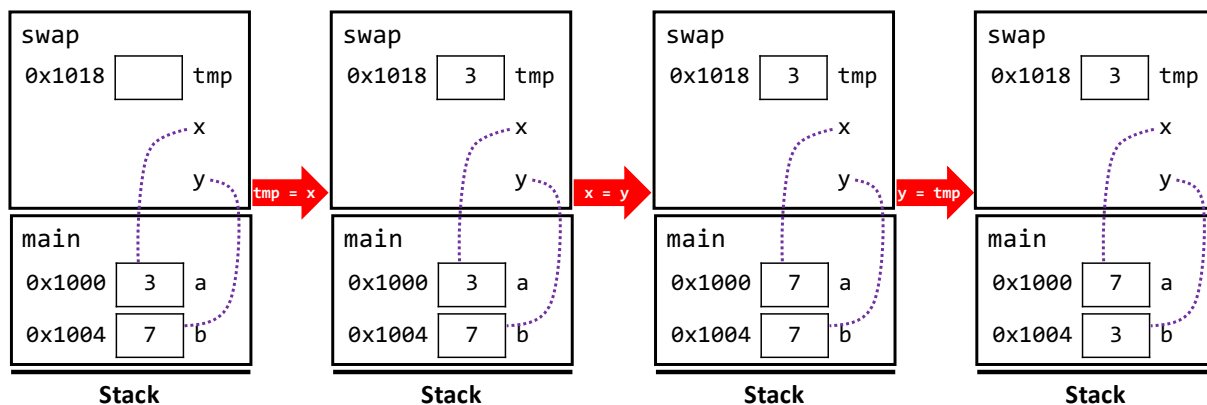 swap
0x1018 tmp
x
y
main
0x1000 3 a
0x1004 7 b
Stack
tmp = x
swap
0x1018 3 tmp
x
y
main
0x1000 3 a
0x1004 7 b
Stack
x = y
swap
0x1018 3 tmp
x
y
main
0x1000 7 a
0x1004 7 b
Stack
y = tmp
swap
0x1018 3 tmp
x
y
main
0x1000 7 a
0x1004 3 b
Stack